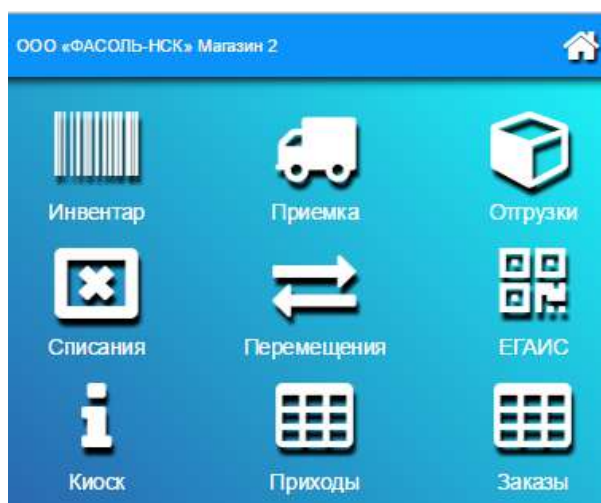 ООО «ФАСОЛЬ-НСК» Магазин 2
Инвентар Приемка Отгрузки
Списания Перемещения ЕГАИС
Киоск Приходы Заказы